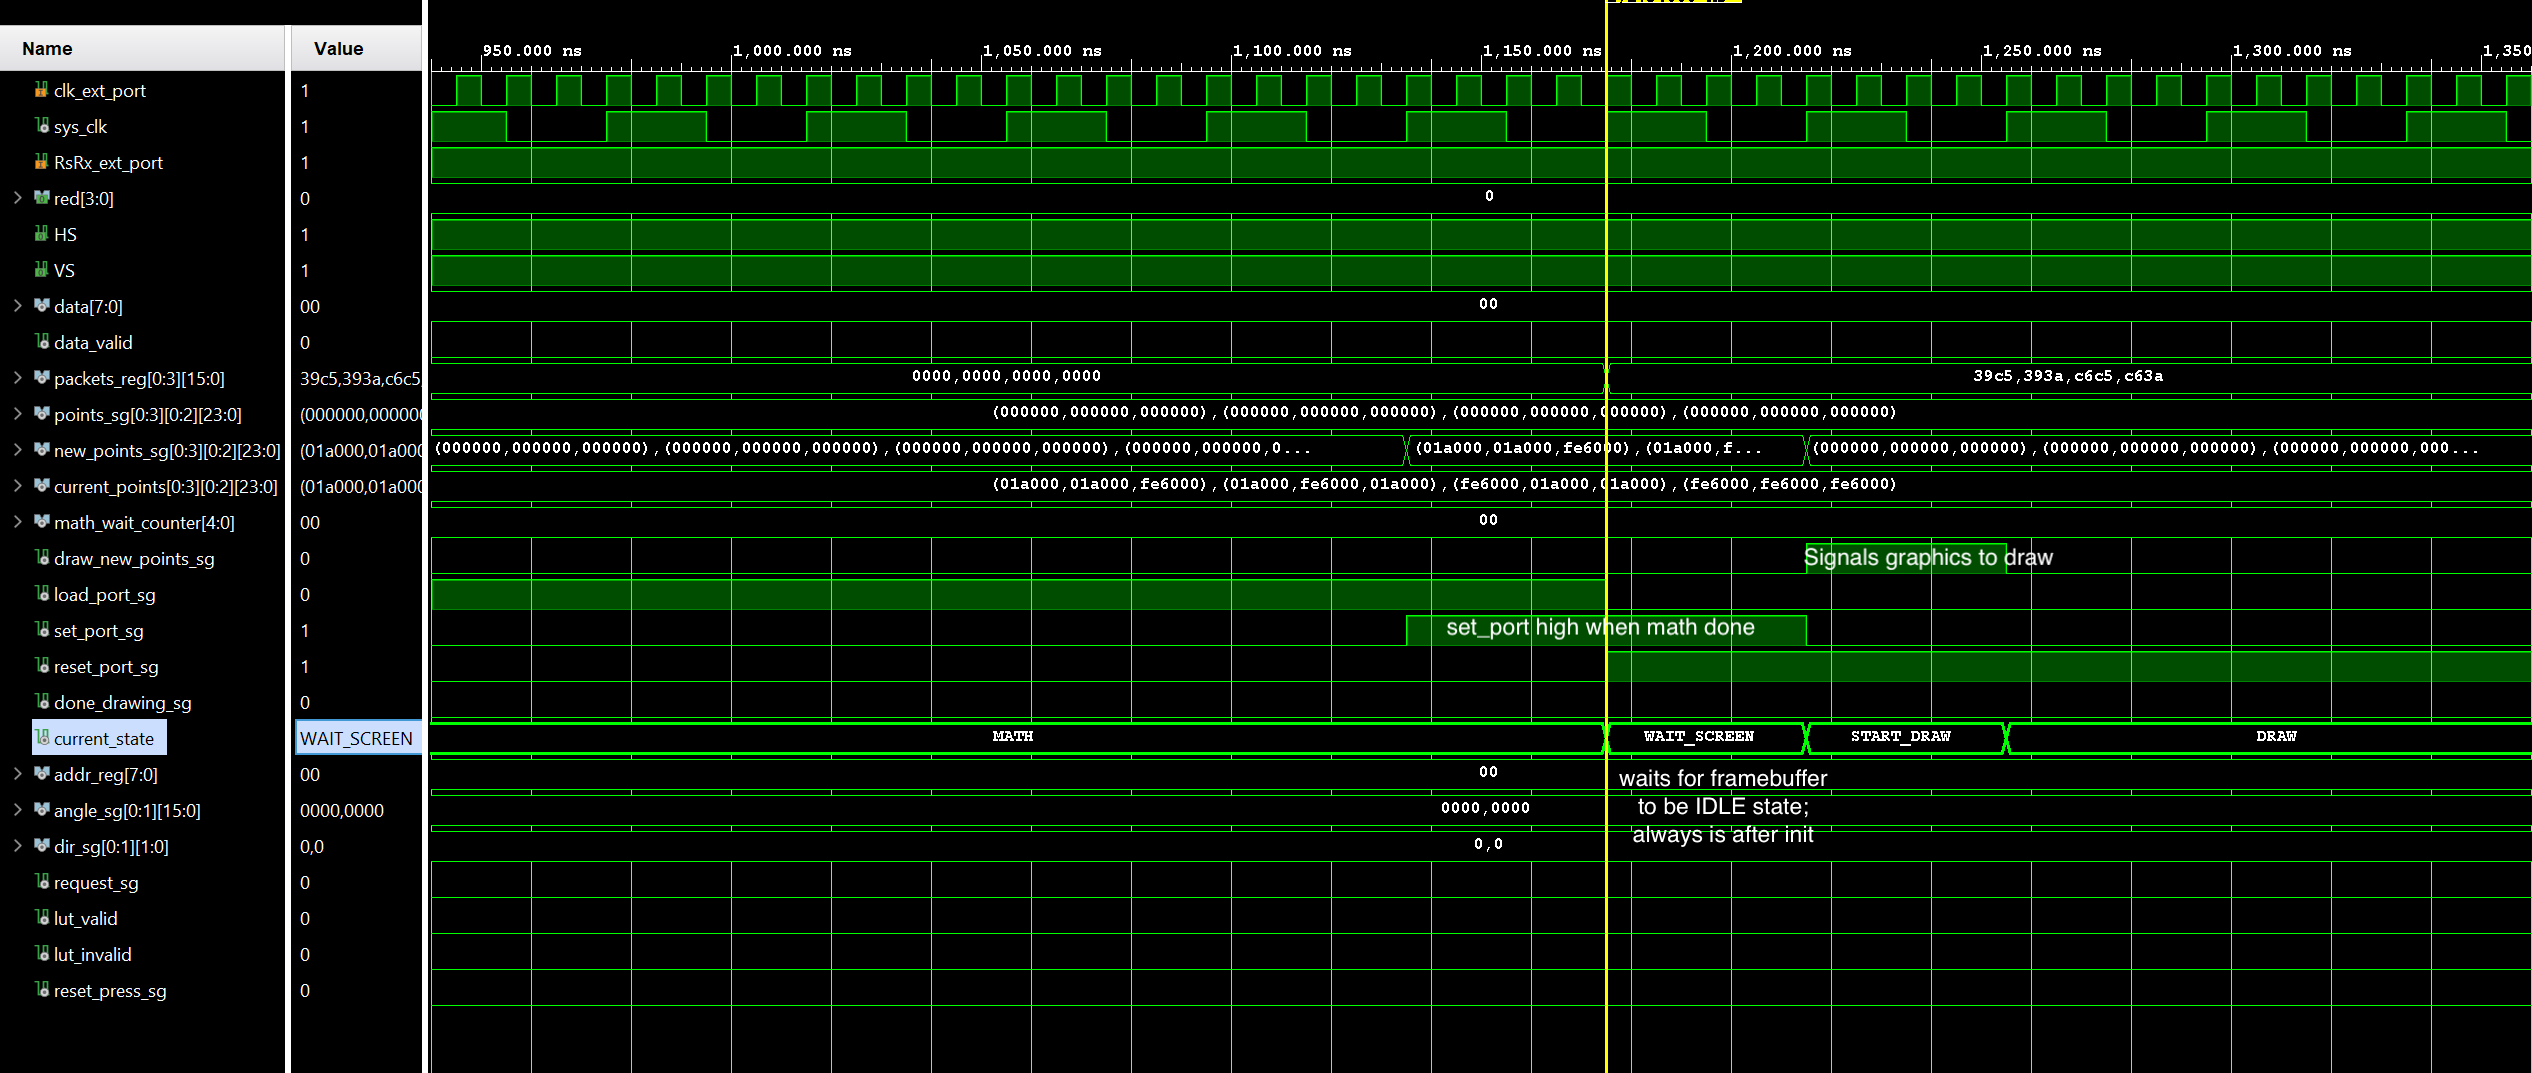 Name Value
950.000 ns 1,000.000 ns 1,050.000 ns 1,100.000 ns 1,150.000 ns 1,200.000 ns 1,250.000 ns 1,300.000 ns 1,350
clk_ext_port 1
sys_clk 1
RsRx_ext_port 1
red[3:0] 0 0
HS 1
VS 1
data[7:0] 00 00
data_valid 0
packets_reg[0:3][15:0] 39c5,393a,c6c5, 0000,0000,0000,0000 39c5,393a,c6c5,c63a
points_sg[0:3][0:2][23:0] (000000,000000 (000000,000000,000000),(000000,000000,000000),(000000,000000,000000),(000000,000000,000000)
new_points_sg[0:3][0:2][23:0] (01a000,01a000 (000000,000000,000000),(000000,000000,000000),(000000,000000,000000),(000000,000000,0... (01a000,01a000,fe6000),(01a000,f... (000000,000000,000000),(000000,000000,000000),(000000,000000,000...
current_points[0:3][0:2][23:0] (01a000,01a000 (01a000,01a000,fe6000),(01a000,fe6000,01a000),(fe6000,01a000,01a000),(fe6000,fe6000,fe6000)
math_wait_counter[4:0] 00 00
draw_new_points_sg 0 Signals graphics to draw
load_port_sg 0
set_port_sg 1 set_port high when math done
reset_port_sg 1
done_drawing_sg 0
current_state WAIT_SCREEN MATH WAIT_SCREEN START_DRAW DRAW
addr_reg[7:0] 00 00 waits for framebuffer
angle_sg[0:1][15:0] 0000,0000 0000,0000 to be IDLE state;
dir_sg[0:1][1:0] 0,0 0,0 always is after init
request_sg 0
lut_valid 0
lut_invalid 0
reset_press_sg 0